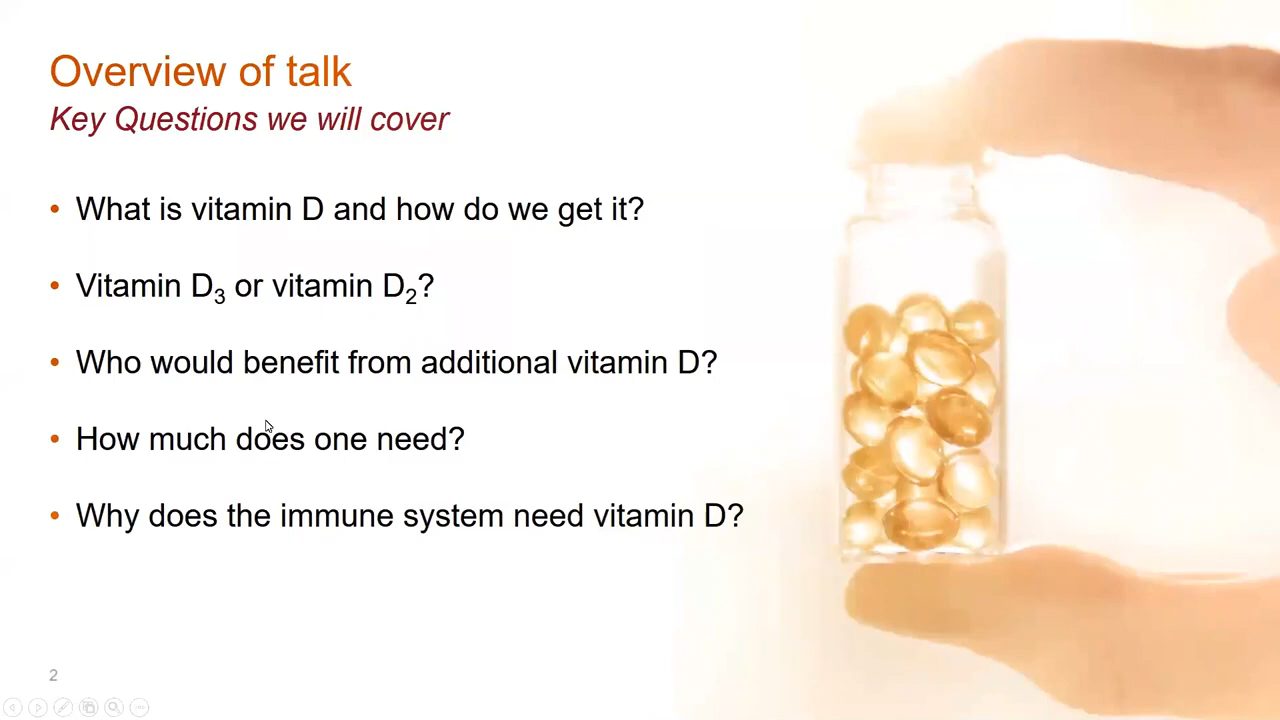 Overview of talk
Key Questions we will cover
• What is vitamin D and how do we get it?
• Vitamin D₃ or vitamin D₂?
• Who would benefit from additional vitamin D?
• How much does one need?
• Why does the immune system need vitamin D?
2